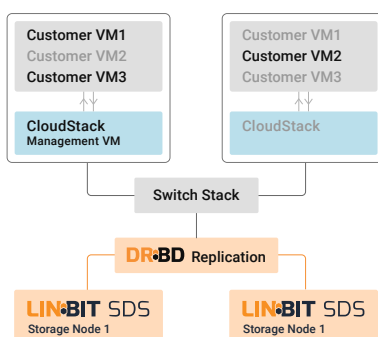 Customer VM1
Customer VM2
Customer VM3
CloudStack
Management VM
Customer VM1
Customer VM2
Customer VM3
CloudStack
Switch Stack
DRBD Replication
LINBIT SDS
Storage Node 1
LINBIT SDS
Storage Node 1